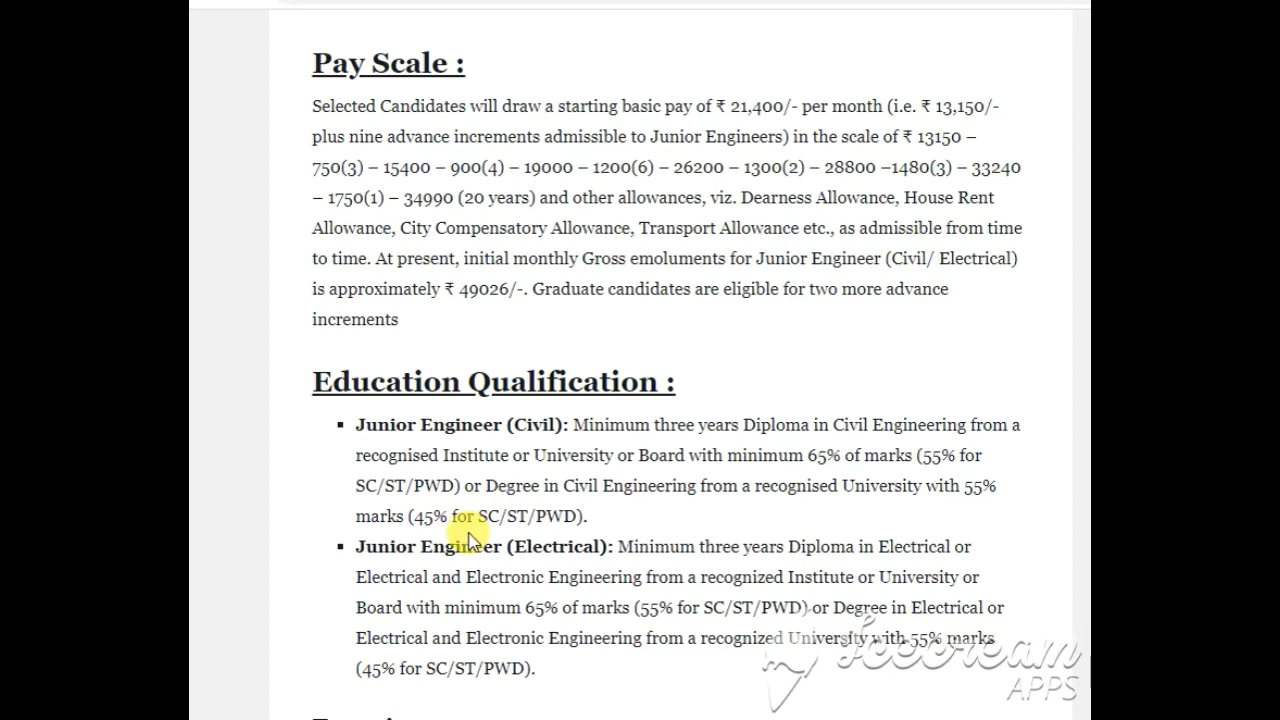 Pay Scale :
Selected Candidates will draw a starting basic pay of ₹ 21,400/- per month (i.e. ₹ 13,150/-
plus nine advance increments admissible to Junior Engineers) in the scale of ₹ 13150 –
750(3) – 15400 – 900(4) – 19000 – 1200(6) – 26200 – 1300(2) – 28800 –1480(3) – 33240
– 1750(1) – 34990 (20 years) and other allowances, viz. Dearness Allowance, House Rent
Allowance, City Compensatory Allowance, Transport Allowance etc., as admissible from time
to time. At present, initial monthly Gross emoluments for Junior Engineer (Civil/ Electrical)
is approximately ₹ 49026/-. Graduate candidates are eligible for two more advance
increments
Education Qualification :
▪ Junior Engineer (Civil): Minimum three years Diploma in Civil Engineering from a
recognised Institute or University or Board with minimum 65% of marks (55% for
SC/ST/PWD) or Degree in Civil Engineering from a recognised University with 55%
marks (45% for SC/ST/PWD).
▪ Junior Engineer (Electrical): Minimum three years Diploma in Electrical or
Electrical and Electronic Engineering from a recognized Institute or University or
Board with minimum 65% of marks (55% for SC/ST/PWD) or Degree in Electrical or
Electrical and Electronic Engineering from a recognized University with 55% marks
(45% for SC/ST/PWD).
Icecream
APPS